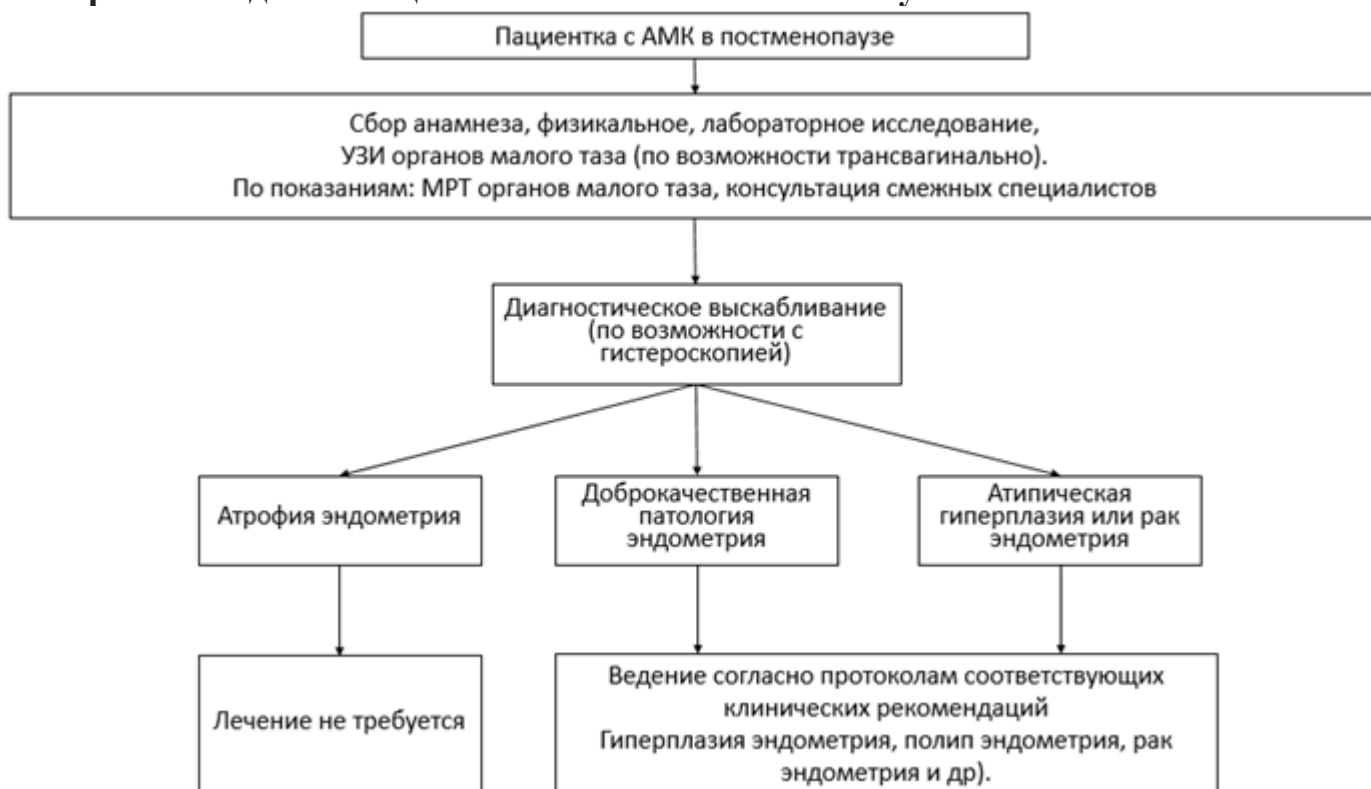 Пациентка с АМК в постменопаузе
Сбор анамнеза, физикальное, лабораторное исследование,
УЗИ органов малого таза (по возможности трансвагинально).
По показаниям: МРТ органов малого таза, консультация смежных специалистов
Диагностическое выскабливание
(по возможности с
гистероскопией)
Атрофия эндометрия
Доброкачественная
патология
эндометрия
Атипическая
гиперплазия или рак
эндометрия
Лечение не требуется
Ведение согласно протоколам соответствующих
клинических рекомендаций
Гиперплазия эндометрия, полип эндометрия, рак
эндометрия и др).